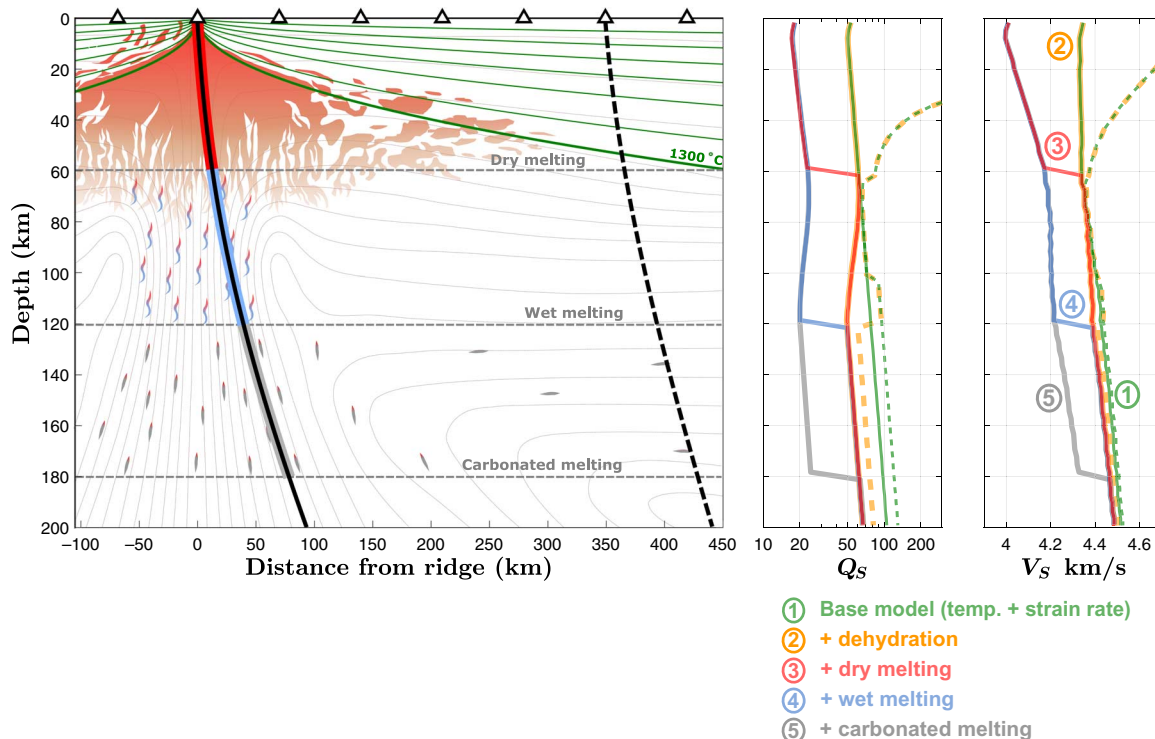 0
20
40
60
80
100
120
140
160
180
200
Depth (km)
1300˚C
Dry melting
Wet melting
Carbonated melting
−100 −50 0 50 100 150 200 250 300 350 400 450
Distance from ridge (km)
10 20 50 100 200
Q_S
4 4.2 4.4 4.6
V_S km/s
2
3
4
5
1
1 Base model (temp. + strain rate)
2 + dehydration
3 + dry melting
4 + wet melting
5 + carbonated melting